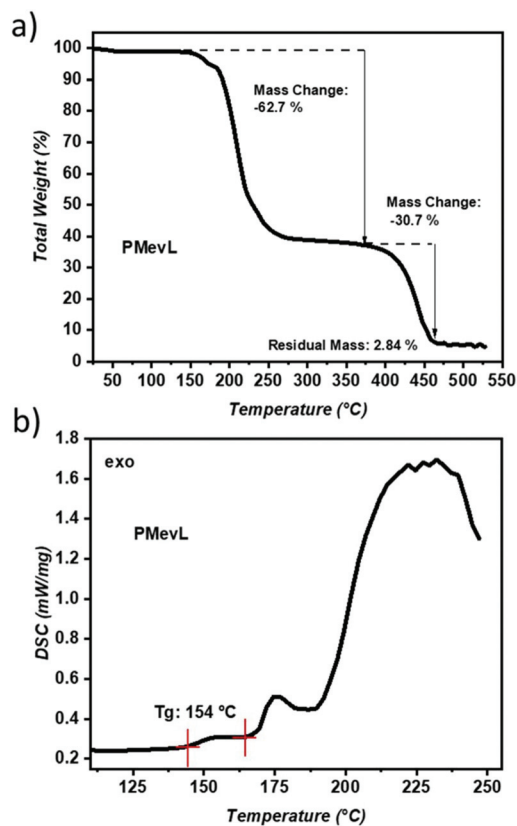 a)
100
90
80
70
60
50
40
30
20
10
0
Total Weight (%)
Mass Change:
-62.7 %
Mass Change:
-30.7 %
PMevL
Residual Mass: 2.84 %
50 100 150 200 250 300 350 400 450 500 550
Temperature (°C)
b)
1.8
1.6
1.4
1.2
1.0
0.8
0.6
0.4
0.2
DSC (mW/mg)
exo
PMevL
Tg: 154 °C
125 150 175 200 225 250
Temperature (°C)